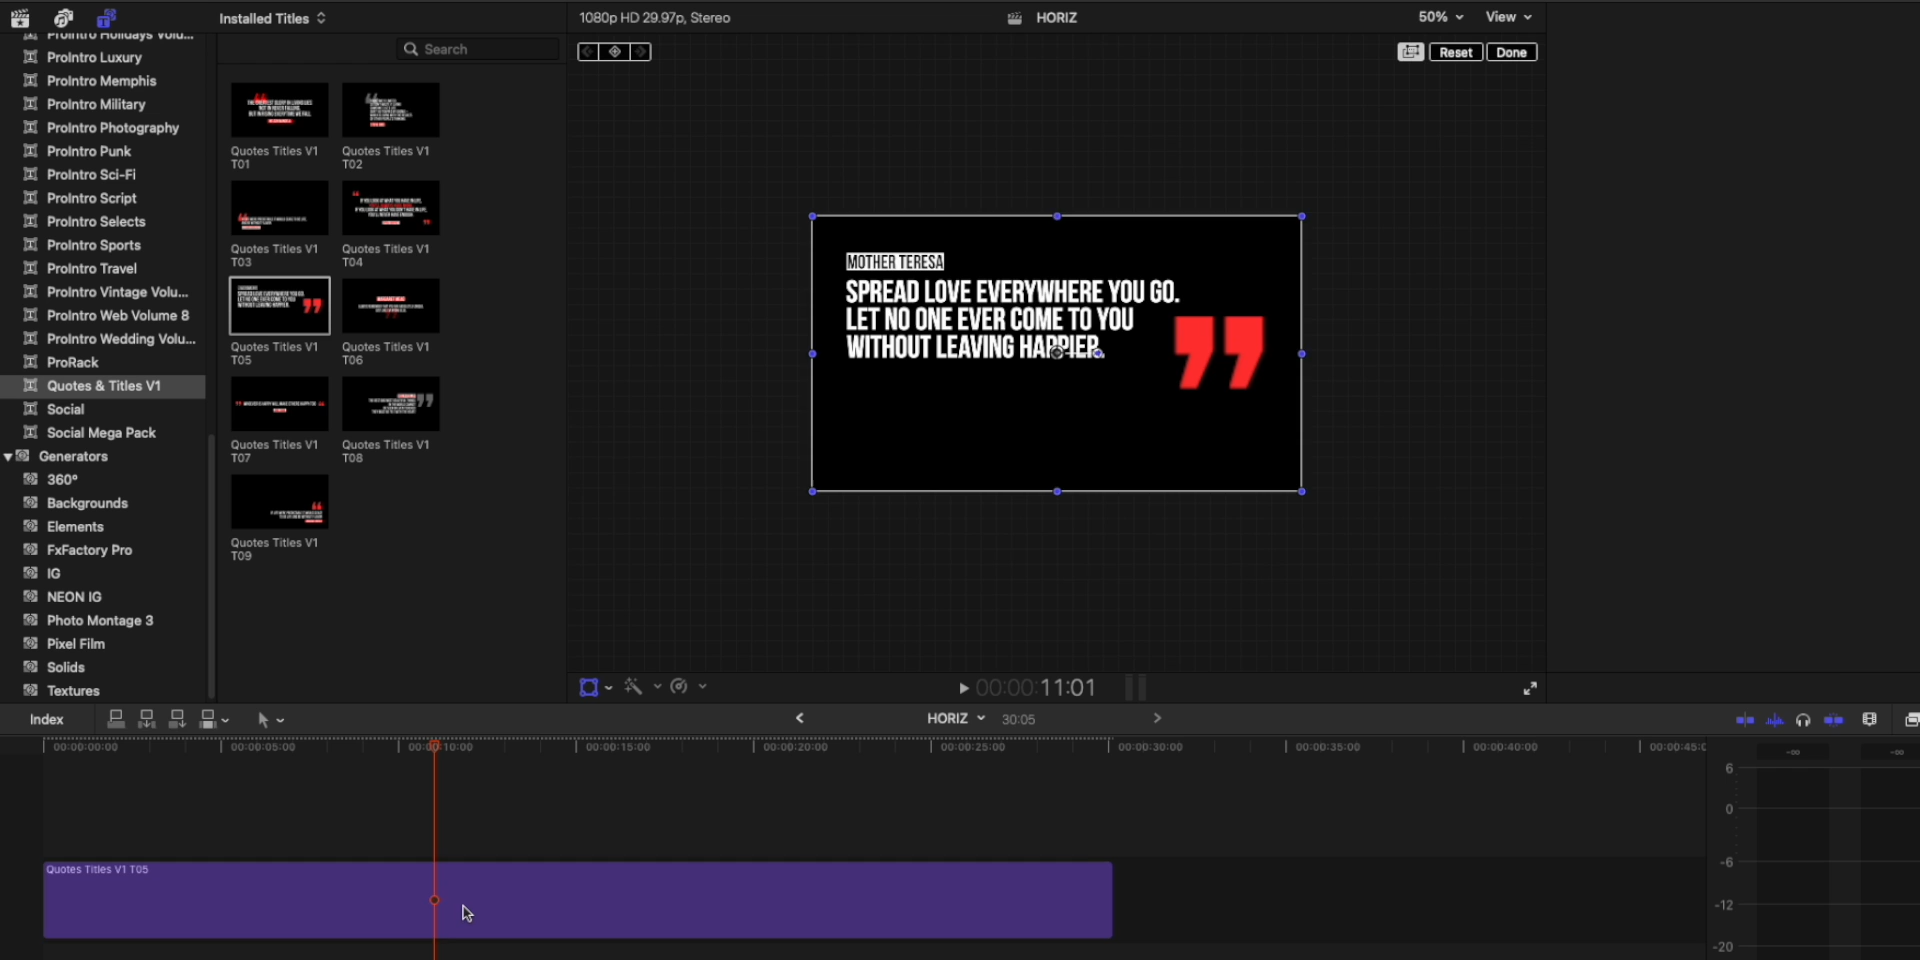 Installed Titles
1080p HD 29.97p, Stereo
HORIZ
50%
View
Search
Reset
Done
ProIntro Holidays Volu...
ProIntro Luxury
ProIntro Memphis
ProIntro Military
ProIntro Photography
ProIntro Punk
ProIntro Sci-Fi
ProIntro Script
ProIntro Selects
ProIntro Sports
ProIntro Travel
ProIntro Vintage Volu...
ProIntro Web Volume 8
ProIntro Wedding Volu...
ProRack
Quotes & Titles V1
Social
Social Mega Pack
Generators
360°
Backgrounds
Elements
FxFactory Pro
IG
NEON IG
Photo Montage 3
Pixel Film
Solids
Textures
Quotes Titles V1
T01
Quotes Titles V1
T02
Quotes Titles V1
T03
Quotes Titles V1
T04
Quotes Titles V1
T05
Quotes Titles V1
T06
Quotes Titles V1
T07
Quotes Titles V1
T08
Quotes Titles V1
T09
MOTHER TERESA
SPREAD LOVE EVERYWHERE YOU GO.
LET NO ONE EVER COME TO YOU
WITHOUT LEAVING HAPPIER.
”
00:00:11:01
Index
HORIZ
30:05
00:00:00:00
00:00:05:00
00:00:10:00
00:00:15:00
00:00:20:00
00:00:25:00
00:00:30:00
00:00:35:00
00:00:40:00
00:00:45:0
Quotes Titles V1 T05
-∞
-∞
6
0
-6
-12
-20